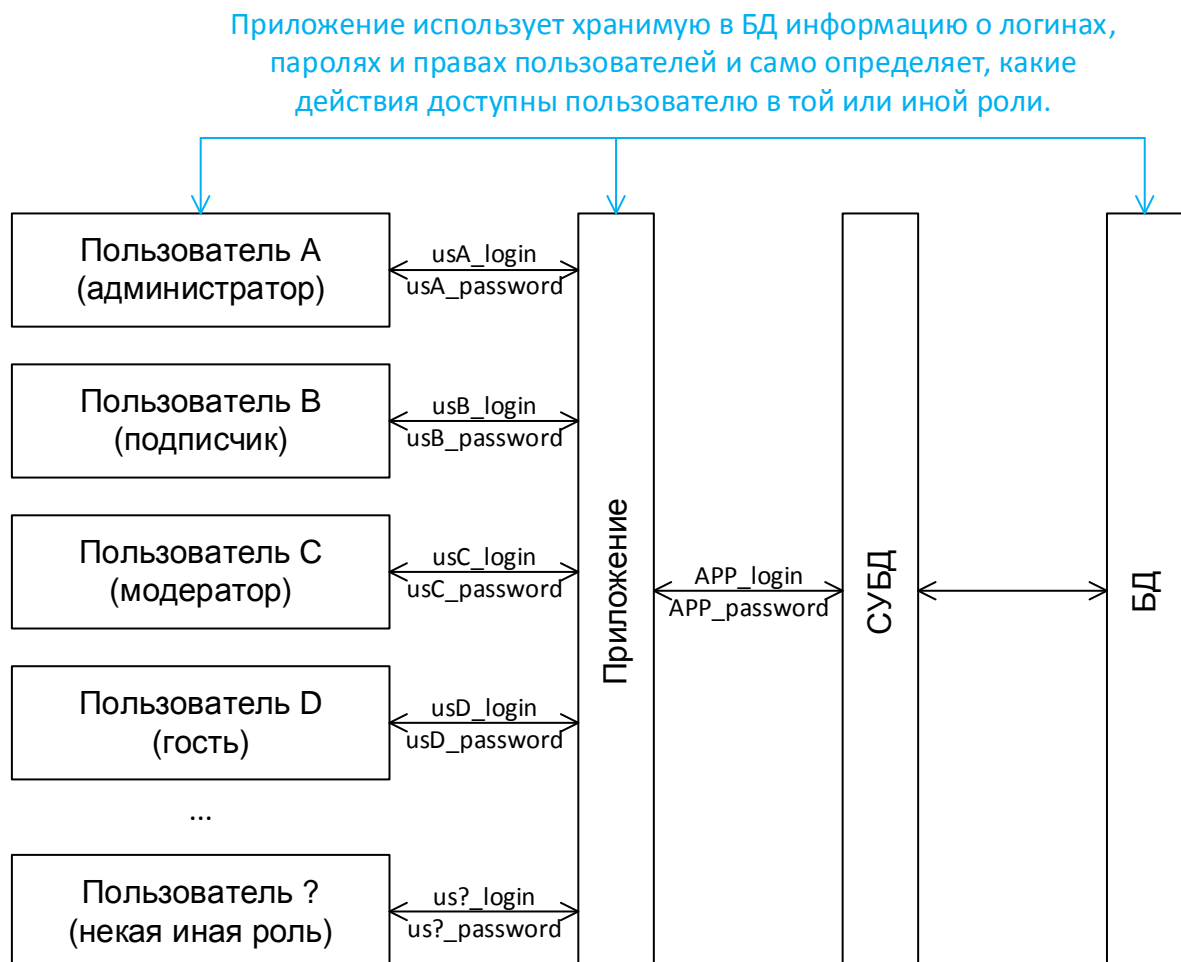 Приложение использует хранимую в БД информацию о логинах,
паролях и правах пользователей и само определяет, какие
действия доступны пользователю в той или иной роли.
Пользователь A
(администратор)
usA_login
usA_password
Пользователь B
(подписчик)
usB_login
usB_password
Пользователь C
(модератор)
usC_login
usC_password
Пользователь D
(гость)
usD_login
usD_password
...
Пользователь ?
(некая иная роль)
us?_login
us?_password
Приложение
APP_login
APP_password
СУБД
БД